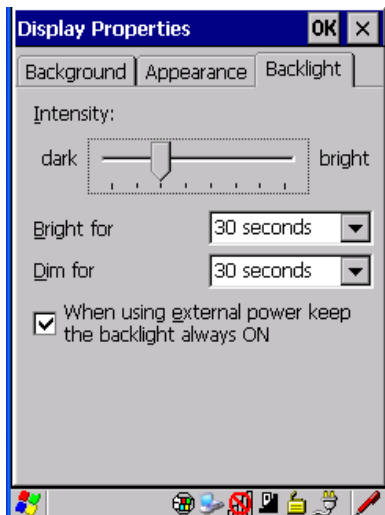 Display Properties OK ×
Background Appearance Backlight
Intensity:
dark bright
Bright for 30 seconds
Dim for 30 seconds
When using external power keep
the backlight always ON